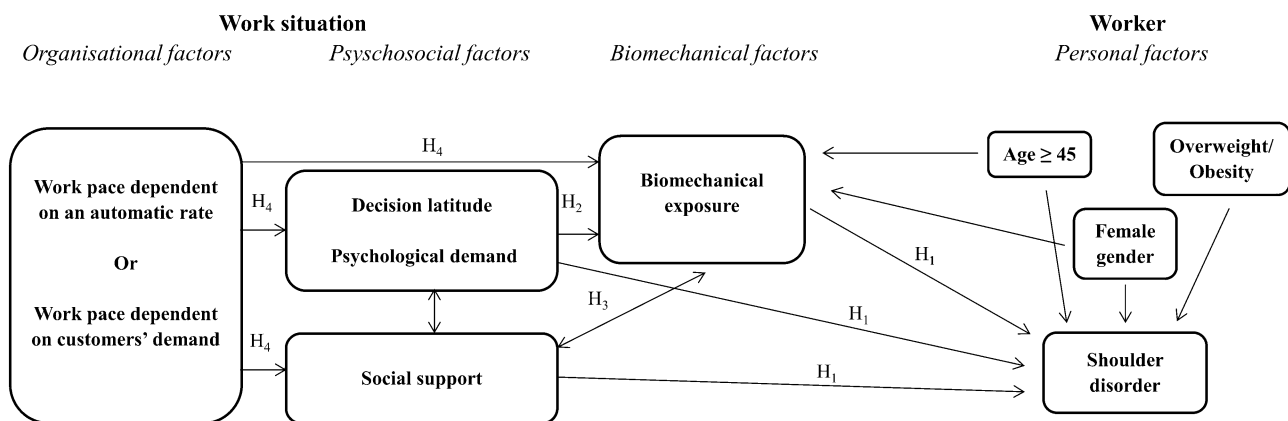 Work situation
Worker
Organisational factors
Psyschosocial factors
Biomechanical factors
Personal factors
Work pace dependent
on an automatic rate
Or
Work pace dependent
on customers’ demand
H4
H4
H4
Decision latitude
Psychological demand
Social support
H2
H3
Biomechanical
exposure
H1
H1
H1
Age ≥ 45
Overweight/
Obesity
Female
gender
Shoulder
disorder